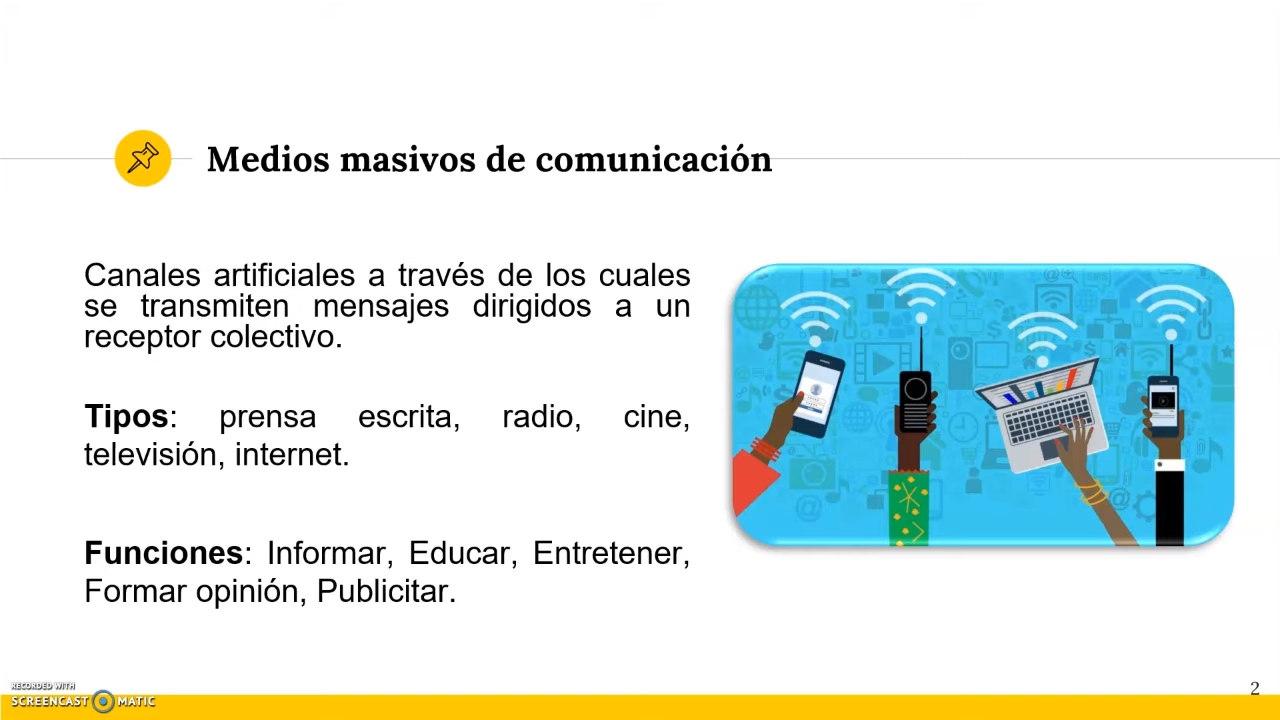 Medios masivos de comunicación
Canales artificiales a través de los cuales
se transmiten mensajes dirigidos a un
receptor colectivo.
Tipos: prensa escrita, radio, cine,
televisión, internet.
Funciones: Informar, Educar, Entretener,
Formar opinión, Publicitar.
RECORDED WITH
SCREENCAST MATIC
2